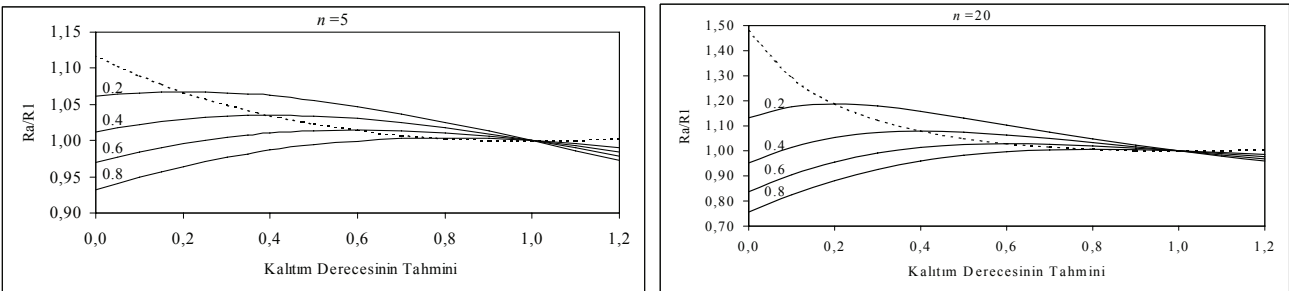 n =5
1,15
1,10
1,05
1,00
0,95
0,90
Ra/R1
0.2
0.4
0.6
0.8
0,0 0,2 0,4 0,6 0,8 1,0 1,2
Kalıtım Derecesinin Tahmini
n =20
1,50
1,40
1,30
1,20
1,10
1,00
0,90
0,80
0,70
Ra/R1
0.2
0.4
0.6
0.8
0,0 0,2 0,4 0,6 0,8 1,0 1,2
Kalıtım Derecesinin Tahmini